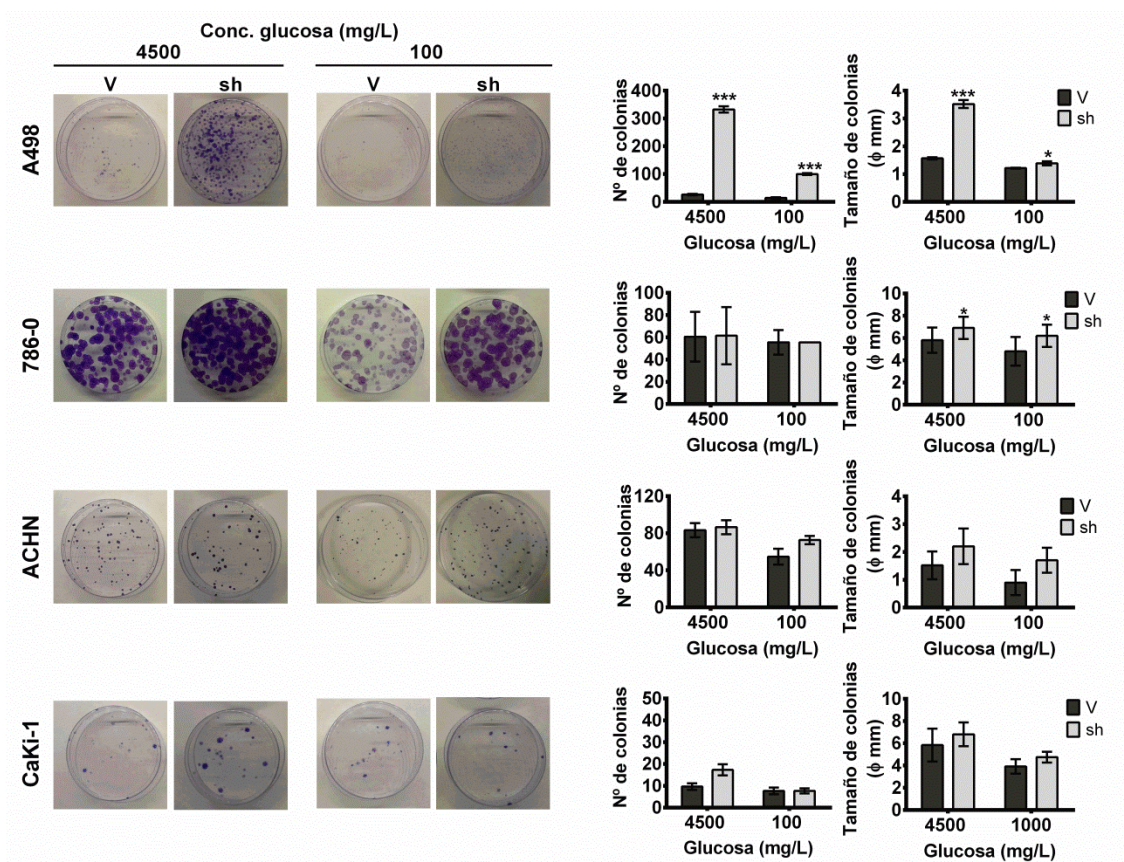 Conc. glucosa (mg/L)
4500 100
V sh V sh
A498
786-0
ACHN
CaKi-1
Nº de colonias
400
300
200
100
0
***
***
4500 100
Glucosa (mg/L)
Tamaño de colonias
(ϕ mm)
4
3
2
1
0
***
*
4500 100
Glucosa (mg/L)
V
sh
Nº de colonias
100
80
60
40
20
0
4500 100
Glucosa (mg/L)
Tamaño de colonias
(ϕ mm)
10
8
6
4
2
0
*
*
4500 100
Glucosa (mg/L)
V
sh
Nº de colonias
120
80
40
0
4500 100
Glucosa (mg/L)
Tamaño de colonias
(ϕ mm)
4
3
2
1
0
4500 100
Glucosa (mg/L)
V
sh
Nº de colonias
50
40
30
20
10
0
4500 100
Glucosa (mg/L)
Tamaño de colonias
(ϕ mm)
10
8
6
4
2
0
4500 1000
Glucosa (mg/L)
V
sh